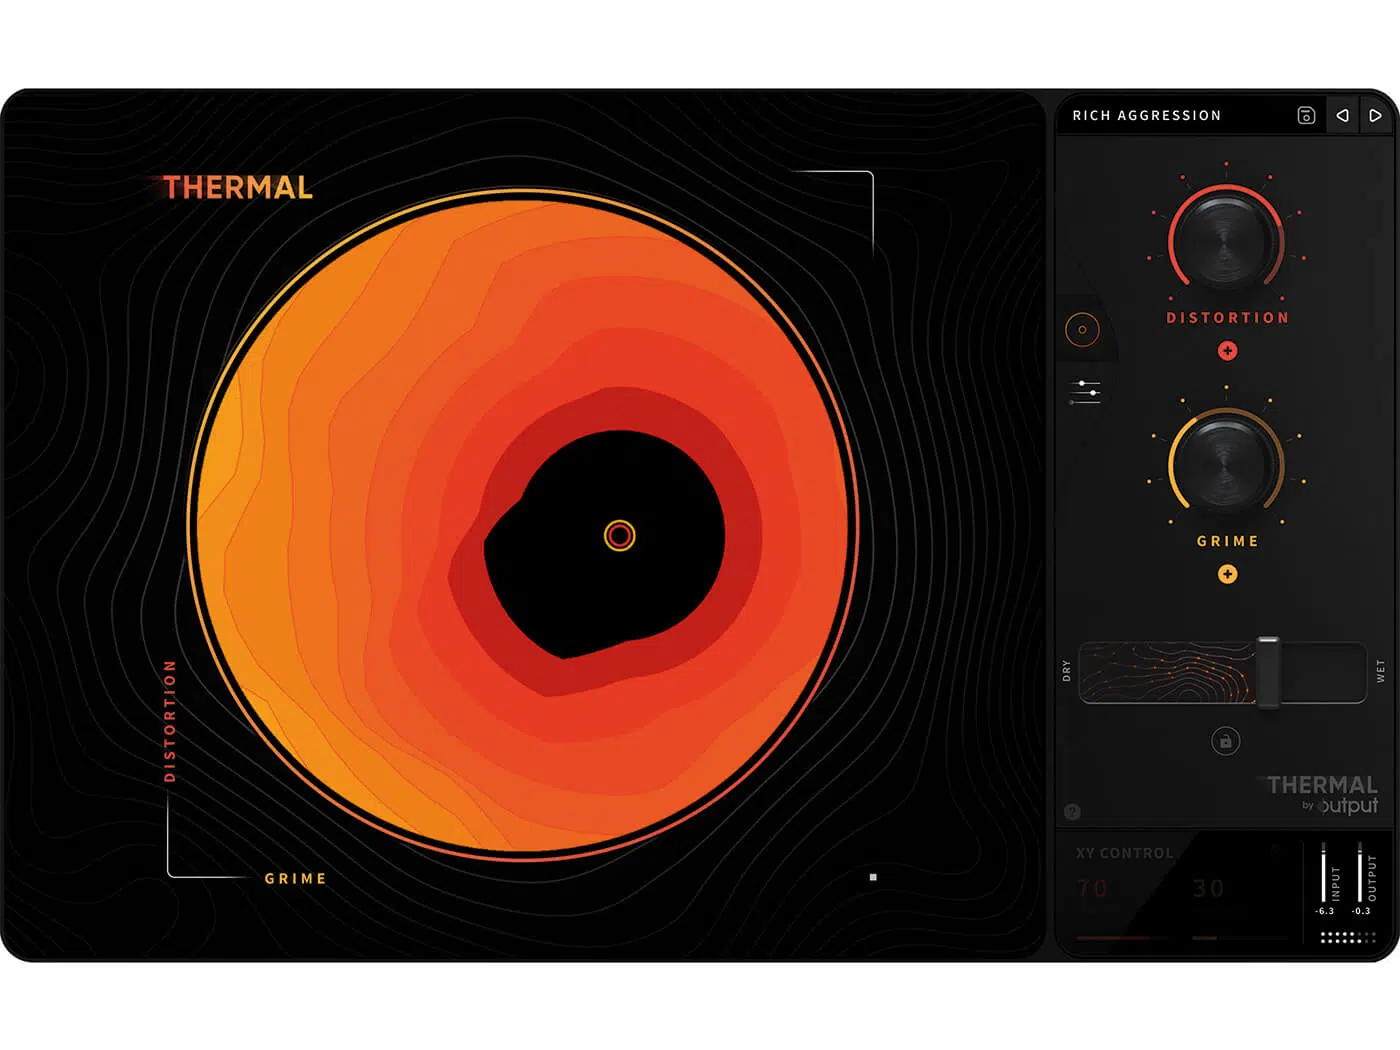 THERMAL
DISTORTION
GRIME
RICH AGGRESSION
DISTORTION
GRIME
DRY
WET
THERMAL
by output
?
XY CONTROL
70
30
INPUT
OUTPUT
-6.3
-0.3